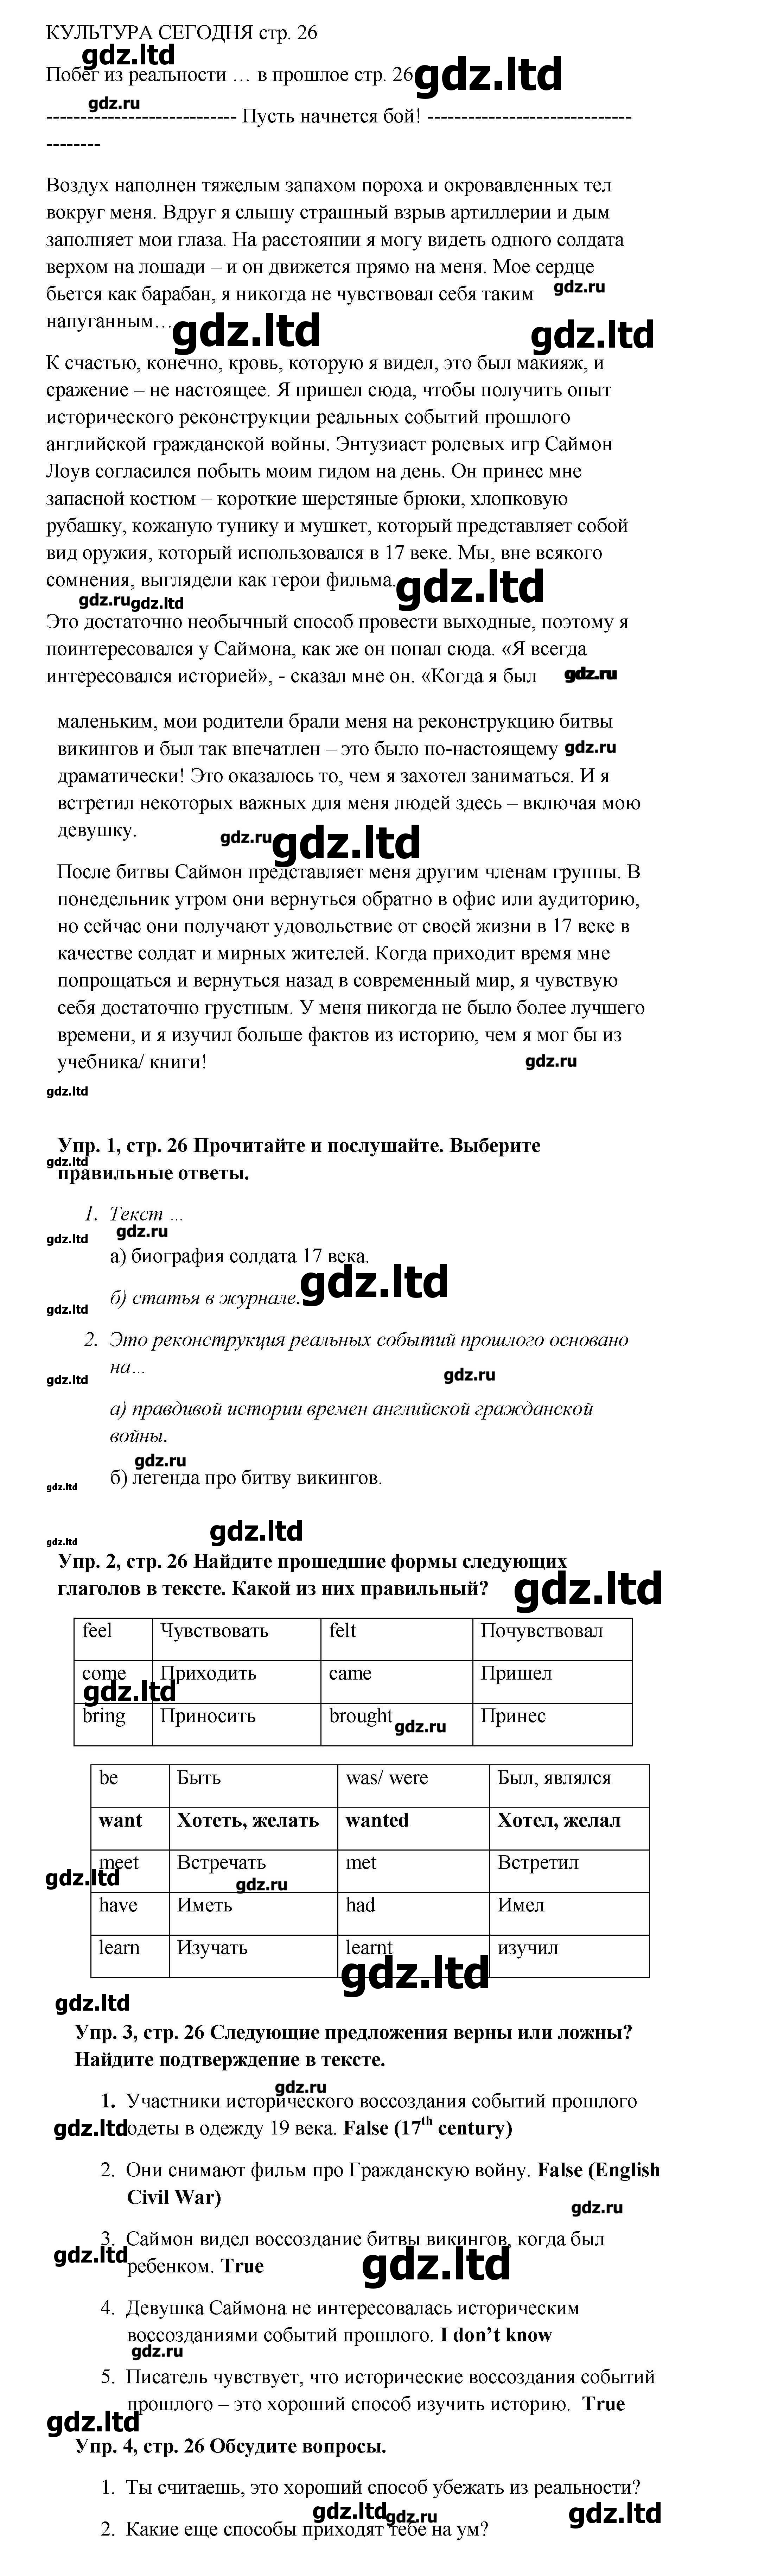 КУЛЬТУРА СЕГОДНЯ стр. 26
gdz.ltd
Побег из реальности … в прошлое стр. 26
gdz.ltd
gdz.ru
---------------------------- Пусть начнется бой! ------------------------------
--------
Воздух наполнен тяжелым запахом пороха и окровавленных тел
вокруг меня. Вдруг я слышу страшный взрыв артиллерии и дым
заполняет мои глаза. На расстоянии я могу видеть одного солдата
верхом на лошади – и он движется прямо на меня. Мое сердце
бьется как барабан, я никогда не чувствовал себя таким
gdz.ru
напуганным…
gdz.ltd
gdz.ltd
К счастью, конечно, кровь, которую я видел, это был макияж, и
сражение – не настоящее. Я пришел сюда, чтобы получить опыт
исторического реконструкции реальных событий прошлого
английской гражданской войны. Энтузиаст ролевых игр Саймон
Лоув согласился побыть моим гидом на день. Он принес мне
запасной костюм – короткие шерстяные брюки, хлопковую
рубашку, кожаную тунику и мушкет, который представляет собой
вид оружия, который использовался в 17 веке. Мы, вне всякого
сомнения, выглядели как герои фильма.
gdz.ltd
gdz.ru
gdz.ltd
Это достаточно необычный способ провести выходные, поэтому я
поинтересовался у Саймона, как же он попал сюда. «Я всегда
интересовался историей», - сказал мне он. «Когда я был
gdz.ru
маленьким, мои родители брали меня на реконструкцию битвы
викингов и был так впечатлен – это было по-настоящему
gdz.ru
драматически! Это оказалось то, чем я захотел заниматься. И я
встретил некоторых важных для меня людей здесь – включая мою
девушку.
gdz.ru
gdz.ltd
После битвы Саймон представляет меня другим членам группы. В
понедельник утром они вернуться обратно в офис или аудиторию,
но сейчас они получают удовольствие от своей жизни в 17 веке в
качестве солдат и мирных жителей. Когда приходит время мне
попрощаться и вернуться назад в современный мир, я чувствую
себя достаточно грустным. У меня никогда не было более лучшего
времени, и я изучил больше фактов из историю, чем я мог бы из
учебника/ книги!
gdz.ru
gdz.ltd
Упр. 1, стр. 26 Прочитайте и послушайте. Выберите
gdz.ltd
правильные ответы.
1. Текст ...
gdz.ru
gdz.ltd
а) биография солдата 17 века.
gdz.ltd
б) статья в журнале.
gdz.ltd
2. Это реконструкция реальных событий прошлого основано
на…
gdz.ru
gdz.ltd
а) правдивой истории времен английской гражданской
войны.
gdz.ru
б) легенда про битву викингов.
gdz.ltd
gdz.ltd
gdz.ltd
Упр. 2, стр. 26 Найдите прошедшие формы следующих
глаголов в тексте. Какой из них правильный?
gdz.ltd
feel Чувствовать felt Почувствовал
come Приходить came Пришел
gdz.ltd
bring Приносить brought Принес
gdz.ru
be Быть was/ were Был, являлся
want Хотеть, желать wanted Хотел, желал
meet Встречать met Встретил
gdz.ltd
gdz.ru
have Иметь had Имел
learn Изучать learnt изучил
gdz.ltd
gdz.ltd
Упр. 3, стр. 26 Следующие предложения верны или ложны?
Найдите подтверждение в тексте.
gdz.ru
1. Участники исторического воссоздания событий прошлого
gdz.ltd
одеты в одежду 19 века. False (17th century)
2. Они снимают фильм про Гражданскую войну. False (English
Civil War)
gdz.ru
3. Саймон видел воссоздание битвы викингов, когда был
gdz.ltd
ребенком. True
gdz.ltd
4. Девушка Саймона не интересовалась историческим
воссозданиями событий прошлого. I don’t know
gdz.ru
5. Писатель чувствует, что исторические воссоздания событий
прошлого – это хороший способ изучить историю. True
gdz.ltd
Упр. 4, стр. 26 Обсудите вопросы.
1. Ты считаешь, это хороший способ убежать из реальности?
gdz.ltd
gdz.ru
gdz.ltd
2. Какие еще способы приходят тебе на ум?